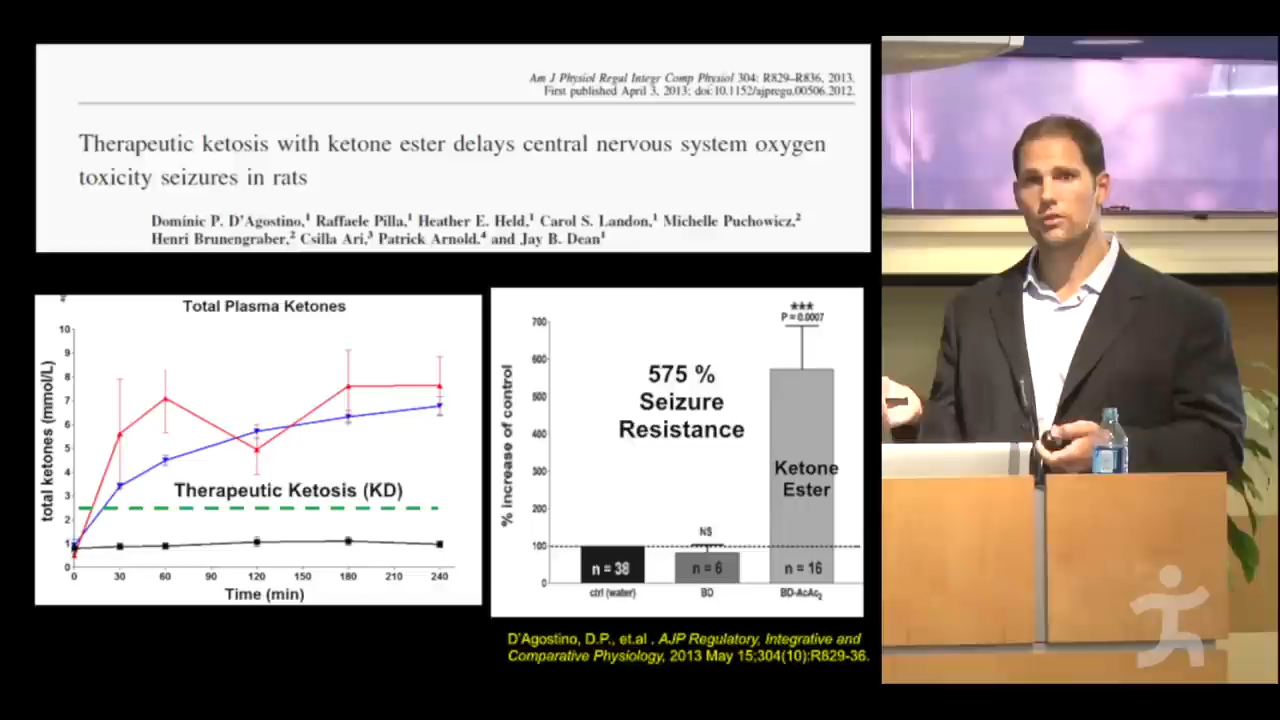 Am J Physiol Regul Integr Comp Physiol 304: R829–R836, 2013.
First published April 3, 2013; doi:10.1152/ajpregu.00506.2012.
Therapeutic ketosis with ketone ester delays central nervous system oxygen
toxicity seizures in rats
Dominic P. D'Agostino,¹ Raffaele Pilla,¹ Heather E. Held,¹ Carol S. Landon,¹ Michelle Puchowicz,²
Henri Brunengraber,² Csilla Ari,³ Patrick Arnold,⁴ and Jay B. Dean¹
Total Plasma Ketones
total ketones (mmol/L)
10
9
8
7
6
5
4
3
2
1
0
Therapeutic Ketosis (KD)
0 30 60 90 120 150 180 210 240
Time (min)
% increase of control
700
600
500
400
300
200
100
0
***
P = 0.0007
575 %
Seizure
Resistance
Ketone
Ester
NS
n = 38
n = 6
n = 16
ctrl (water)
BD
BD-AcAc₂
D'Agostino, D.P., et.al . AJP Regulatory, Integrative and
Comparative Physiology, 2013 May 15;304(10):R829-36.